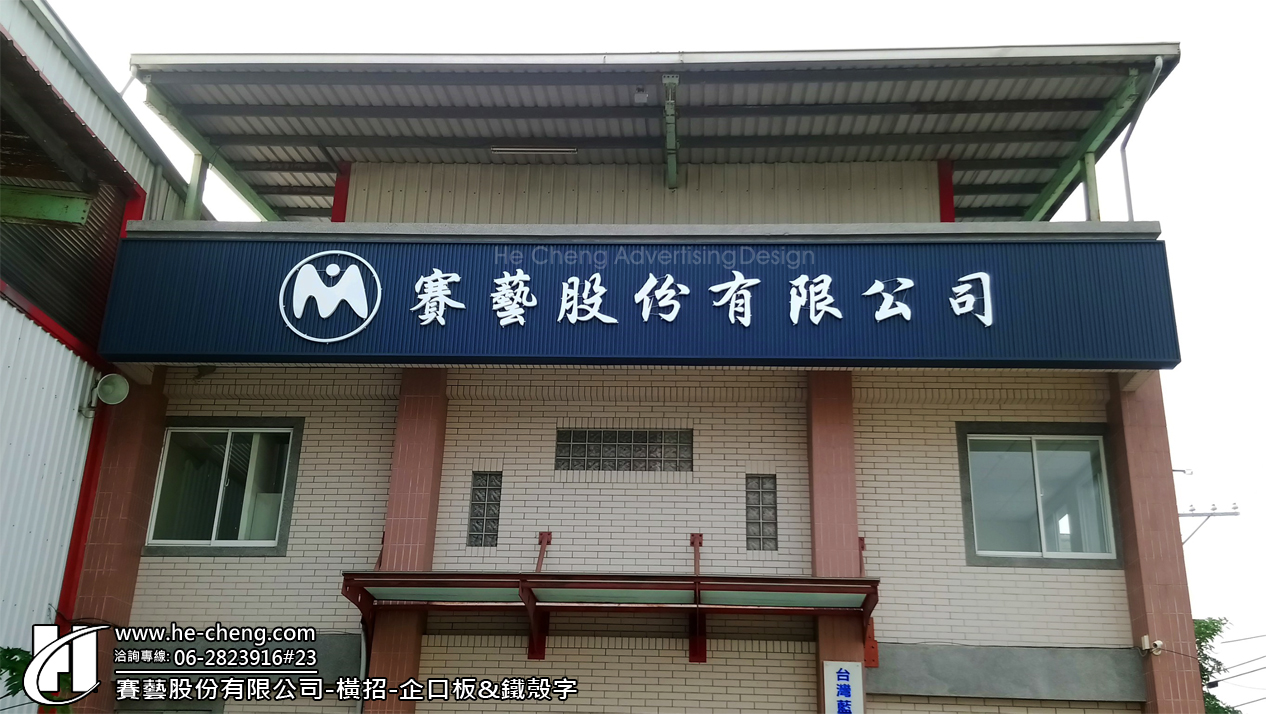 He Cheng Advertising Design
賽藝股份有限公司
台灣藍
www.he-cheng.com
洽詢專線: 06-2823916#23
賽藝股份有限公司-橫招-企口板&鐵殼字